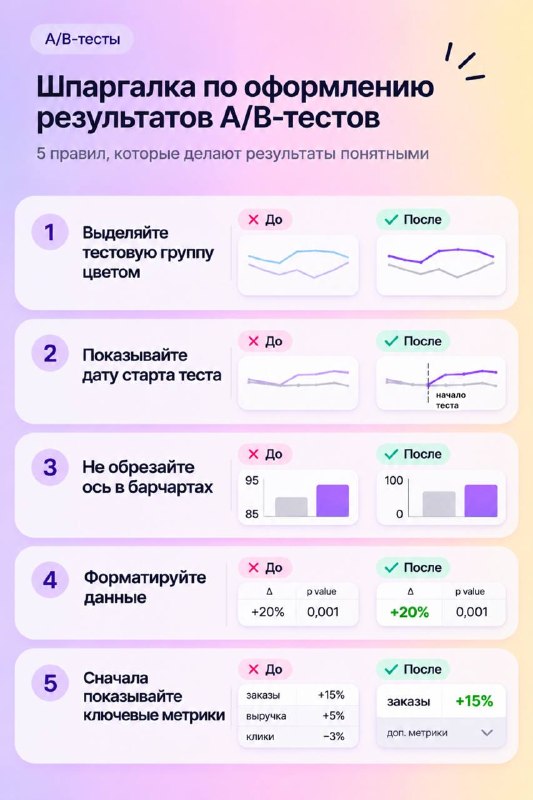 А/В-тесты
Шпаргалка по оформлению
результатов А/В-тестов
5 правил, которые делают результаты понятными
1
Выделяйте
тестовую группу
цветом
До
После
2
Показывайте
дату старта теста
До
После
начало
теста
3
Не обрезайте
ось в барчартах
До
95
85
После
100
0
4
Форматируйте
данные
До
Δ p value
+20% 0,001
После
Δ p value
+20% 0,001
5
Сначала
показывайте
ключевые метрики
До
заказы +15%
выручка +5%
клики −3%
После
заказы +15%
доп. метрики